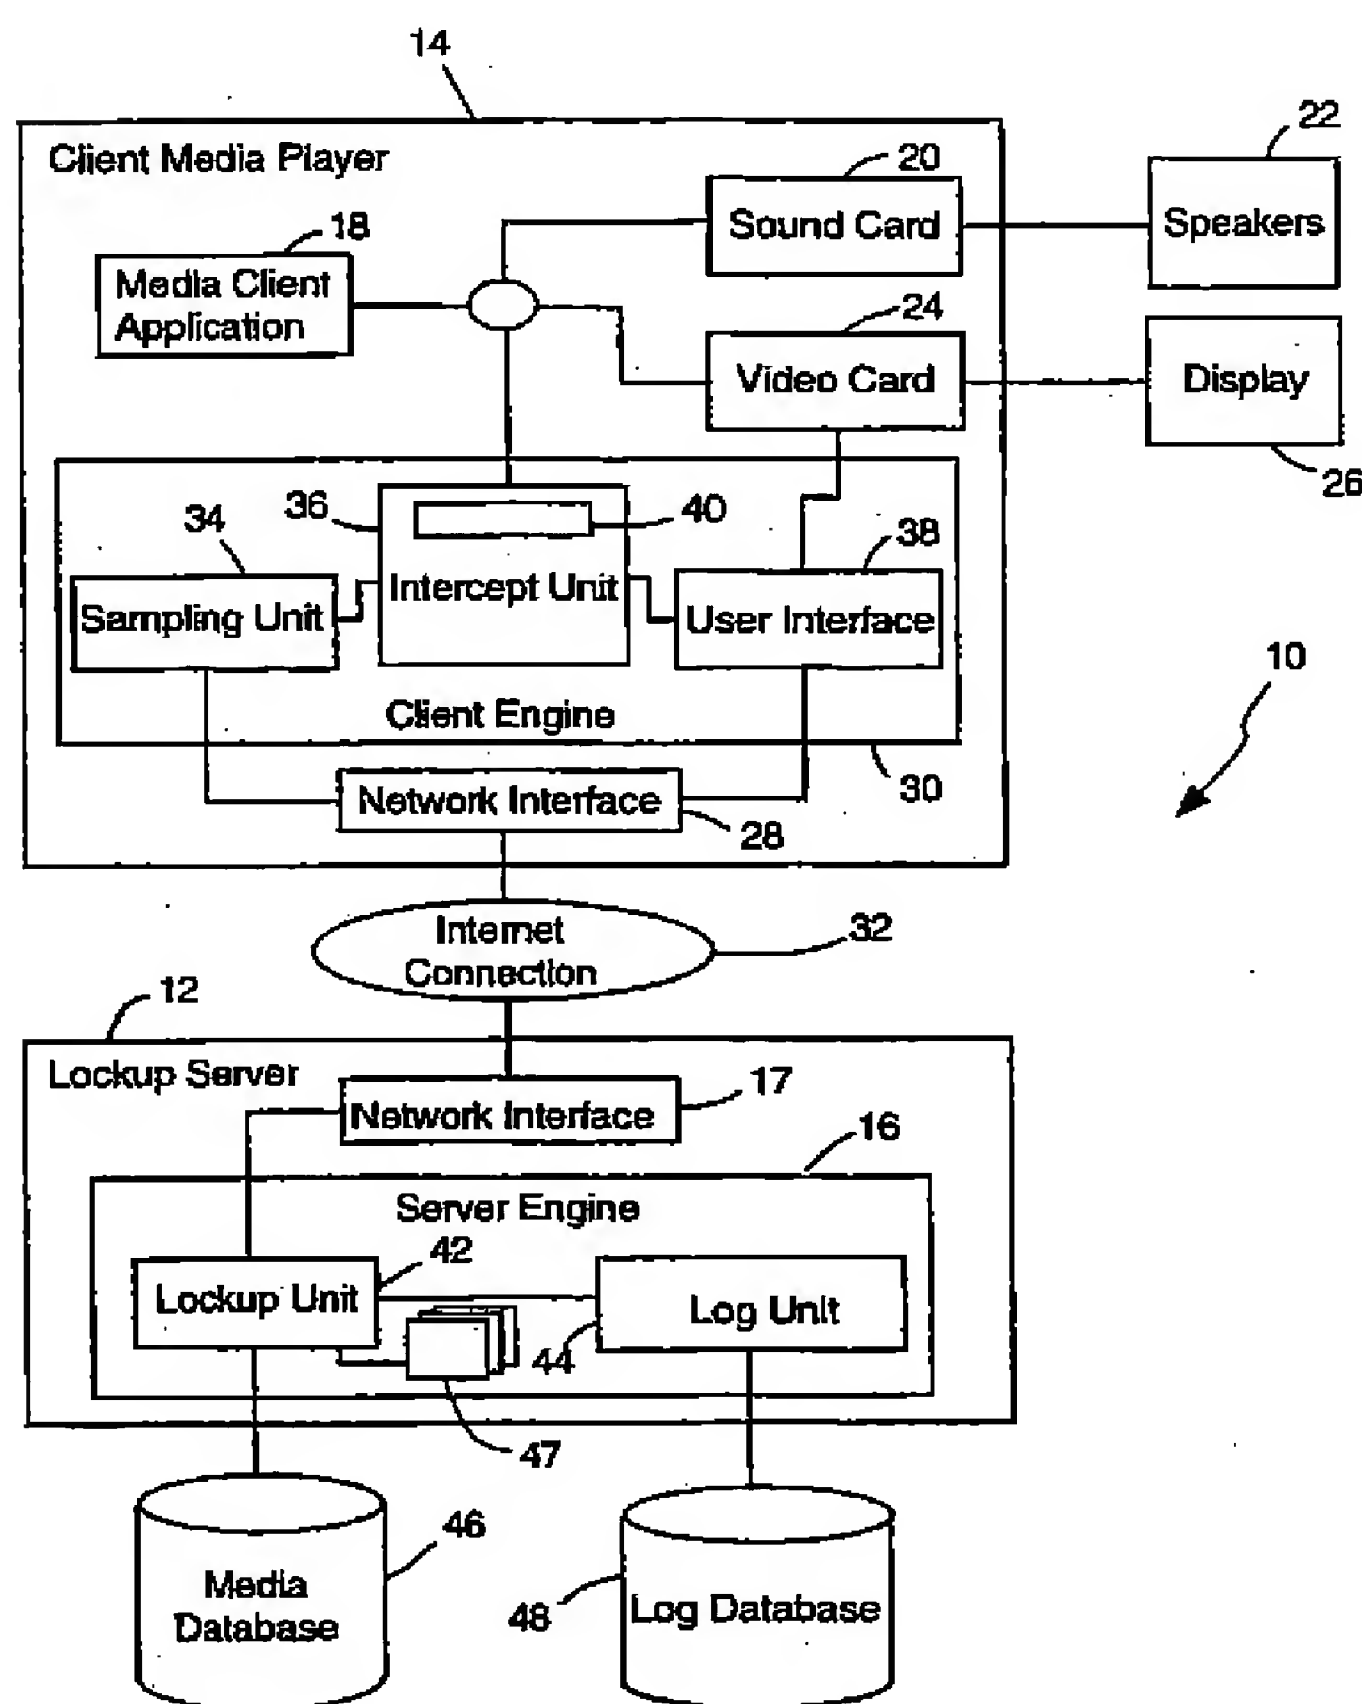 14
Client Media Player
20
22
Sound Card
Speakers
18
Media Client
Application
24
Video Card
Display
26
36
40
34
38
Intercept Unit
Sampling Unit
User Interface
10
Client Engine
30
Network Interface
28
Internet
Connection
32
12
Lockup Server
17
Network Interface
16
Server Engine
42
Lockup Unit
Log Unit
44
47
46
Media
Database
48
Log Database